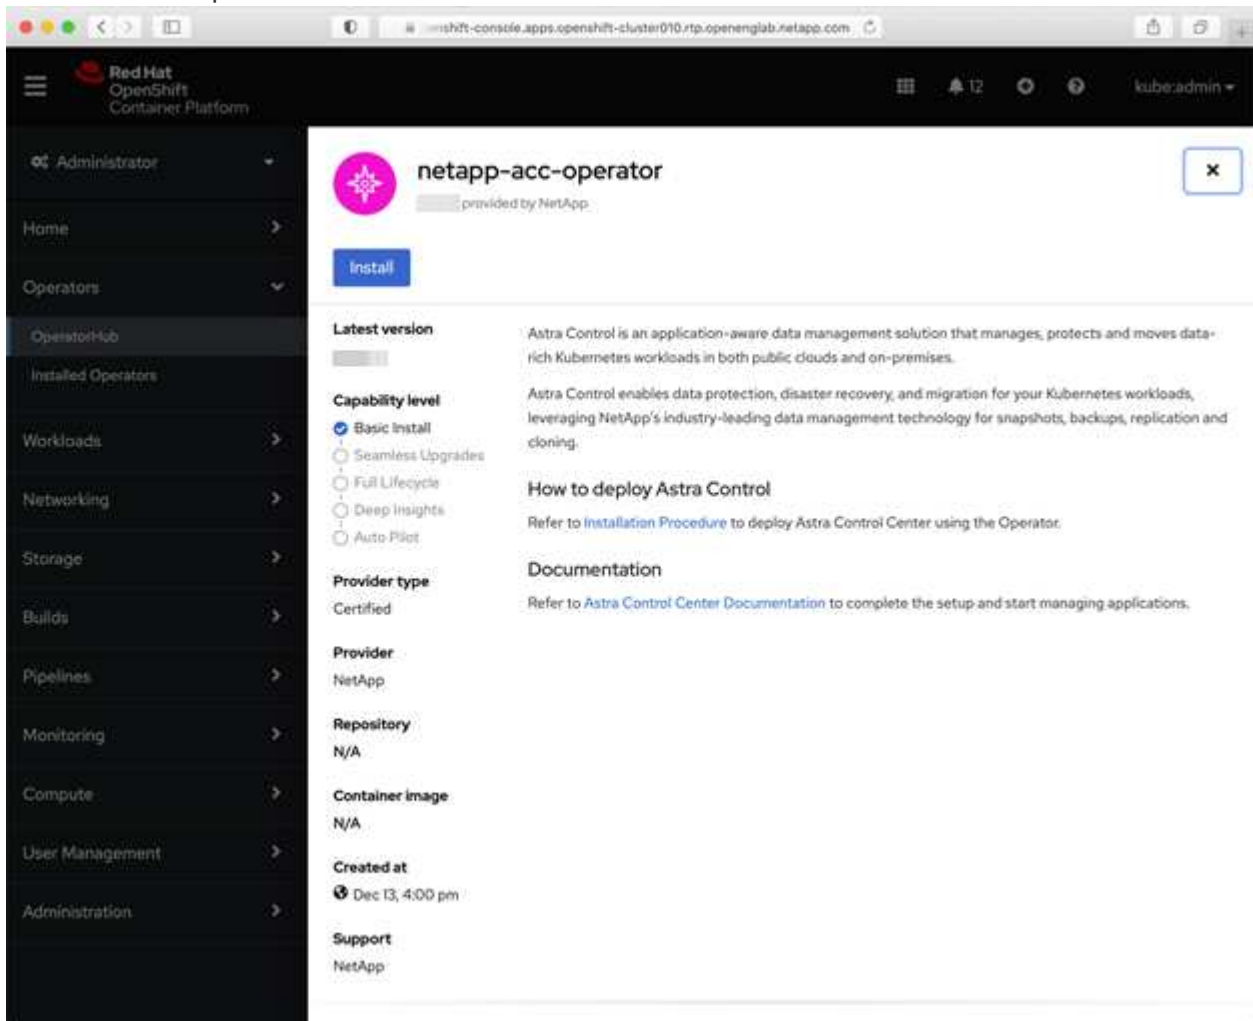 nshift-console.apps.openshift-cluster010.rtp.openenglab.netapp.com
Red Hat
OpenShift
Container Platform
12
kube:admin
Administrator
Home
Operators
OperatorHub
Installed Operators
Workloads
Networking
Storage
Builds
Pipelines
Monitoring
Compute
User Management
Administration
netapp-acc-operator
provided by NetApp
Install
Latest version
Capability level
Basic Install
Seamless Upgrades
Full Lifecycle
Deep Insights
Auto Pilot
Provider type
Certified
Provider
NetApp
Repository
N/A
Container image
N/A
Created at
Dec 13, 4:00 pm
Support
NetApp
Astra Control is an application-aware data management solution that manages, protects and moves data-
rich Kubernetes workloads in both public clouds and on-premises.
Astra Control enables data protection, disaster recovery, and migration for your Kubernetes workloads,
leveraging NetApp's industry-leading data management technology for snapshots, backups, replication and
cloning.
How to deploy Astra Control
Refer to Installation Procedure to deploy Astra Control Center using the Operator.
Documentation
Refer to Astra Control Center Documentation to complete the setup and start managing applications.